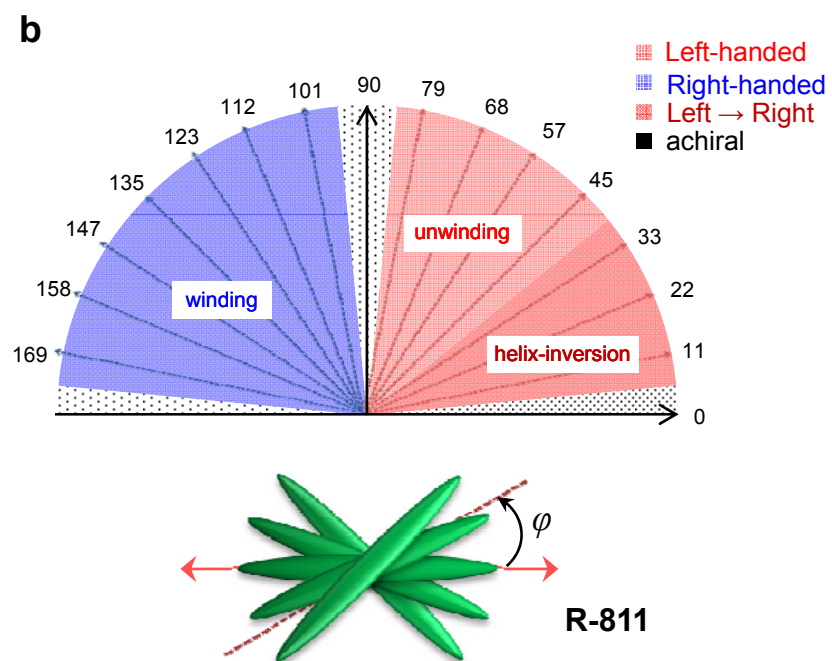 b
Left-handed
Right-handed
Left → Right
achiral
90
101
79
112
68
123
57
135
45
147
33
158
22
169
11
0
unwinding
winding
helix-inversion
φ
R-811